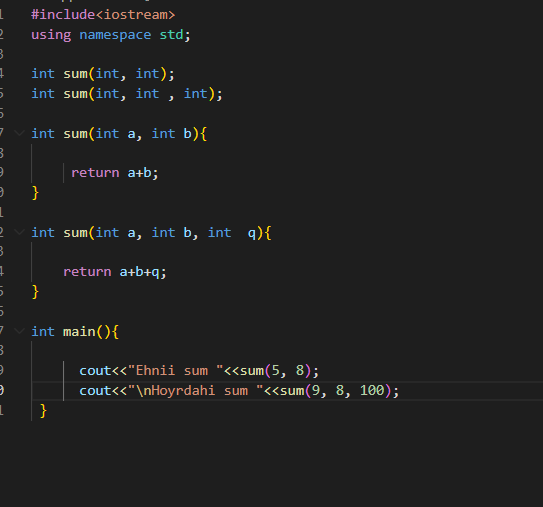 #include<iostream>
using namespace std;
int sum(int, int);
int sum(int, int , int);
int sum(int a, int b){
return a+b;
}
int sum(int a, int b, int  q){
return a+b+q;
}
int main(){
cout<<"Ehnii sum "<<sum(5, 8);
cout<<"\nHoyrdahi sum "<<sum(9, 8, 100);
}